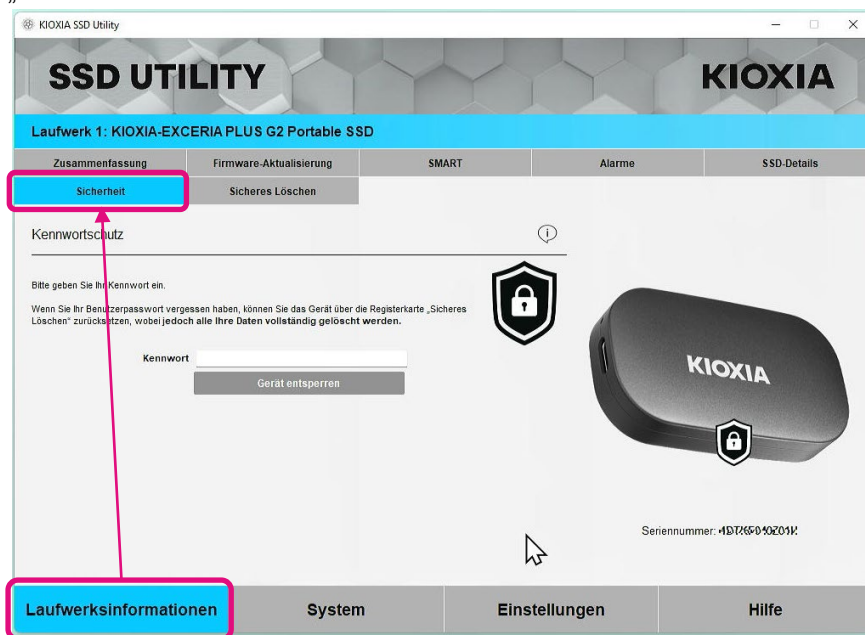 „
KIOXIA SSD Utility
SSD UTILITY
KIOXIA
Laufwerk 1: KIOXIA-EXCERIA PLUS G2 Portable SSD
Zusammenfassung Firmware-Aktualisierung SMART Alarme SSD-Details
Sicherheit Sicheres Löschen
Kennwortschutz
Bitte geben Sie Ihr Kennwort ein.
Wenn Sie Ihr Benutzerpasswort vergessen haben, können Sie das Gerät über die Registerkarte „Sicheres
Löschen“ zurücksetzen, wobei jedoch alle Ihre Daten vollständig gelöscht werden.
Kennwort
Gerät entsperren
KIOXIA
Seriennummer:
Laufwerksinformationen System Einstellungen Hilfe